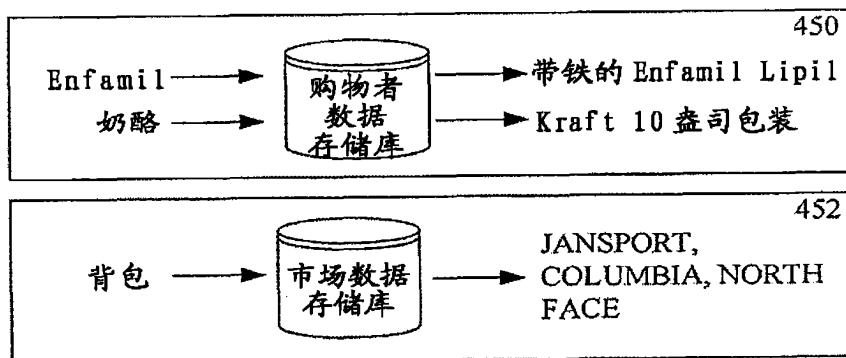 450
Enfamil
购物者
数据
存储库
带铁的 Enfamil Lipil
奶酪
Kraft 10 盎司包装
452
背包
市场数据
存储库
JANSPORT,
COLUMBIA, NORTH
FACE